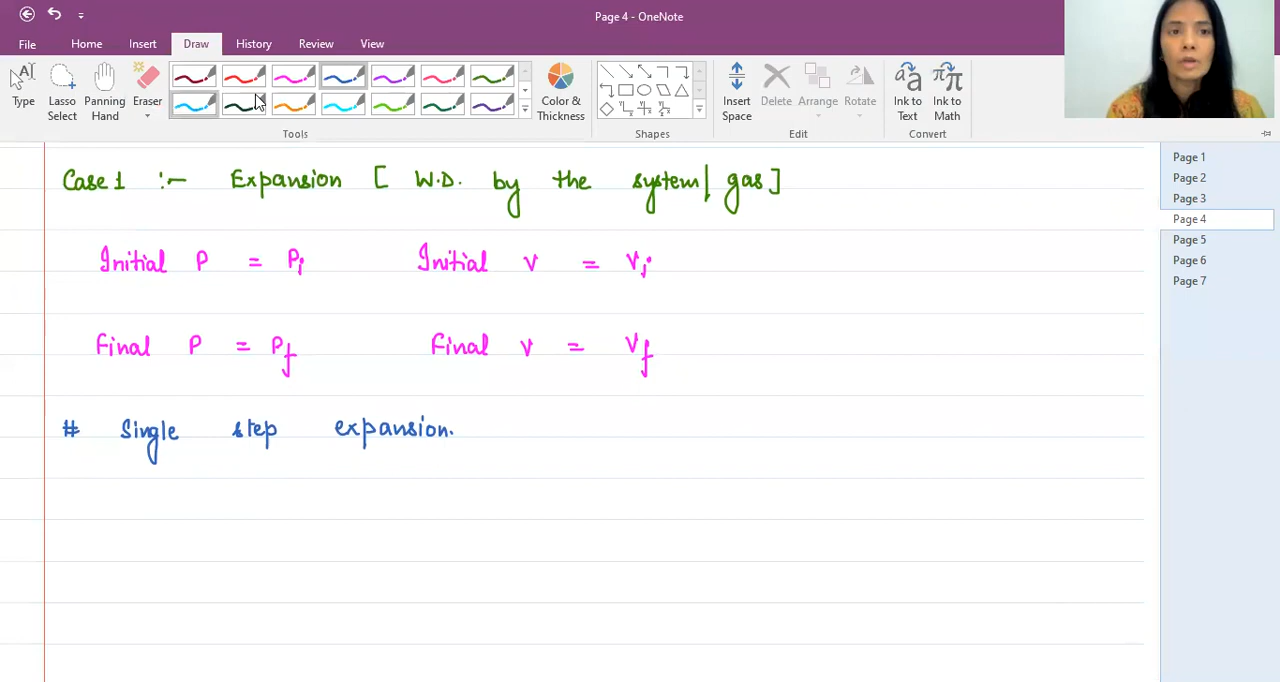 Page 4 - OneNote
File Home Insert Draw History Review View
Type Lasso Select Panning Hand Eraser Color & Thickness Insert Space Delete Arrange Rotate Ink to Text Ink to Math
Tools Shapes Edit Convert
Page 1
Page 2
Page 3
Page 4
Page 5
Page 6
Page 7
Case 1 :- Expansion [ W.D. by the system/ gas]
Initial P = Pi Initial V = Vi
Final P = Pf Final V = Vf
# Single step expansion.